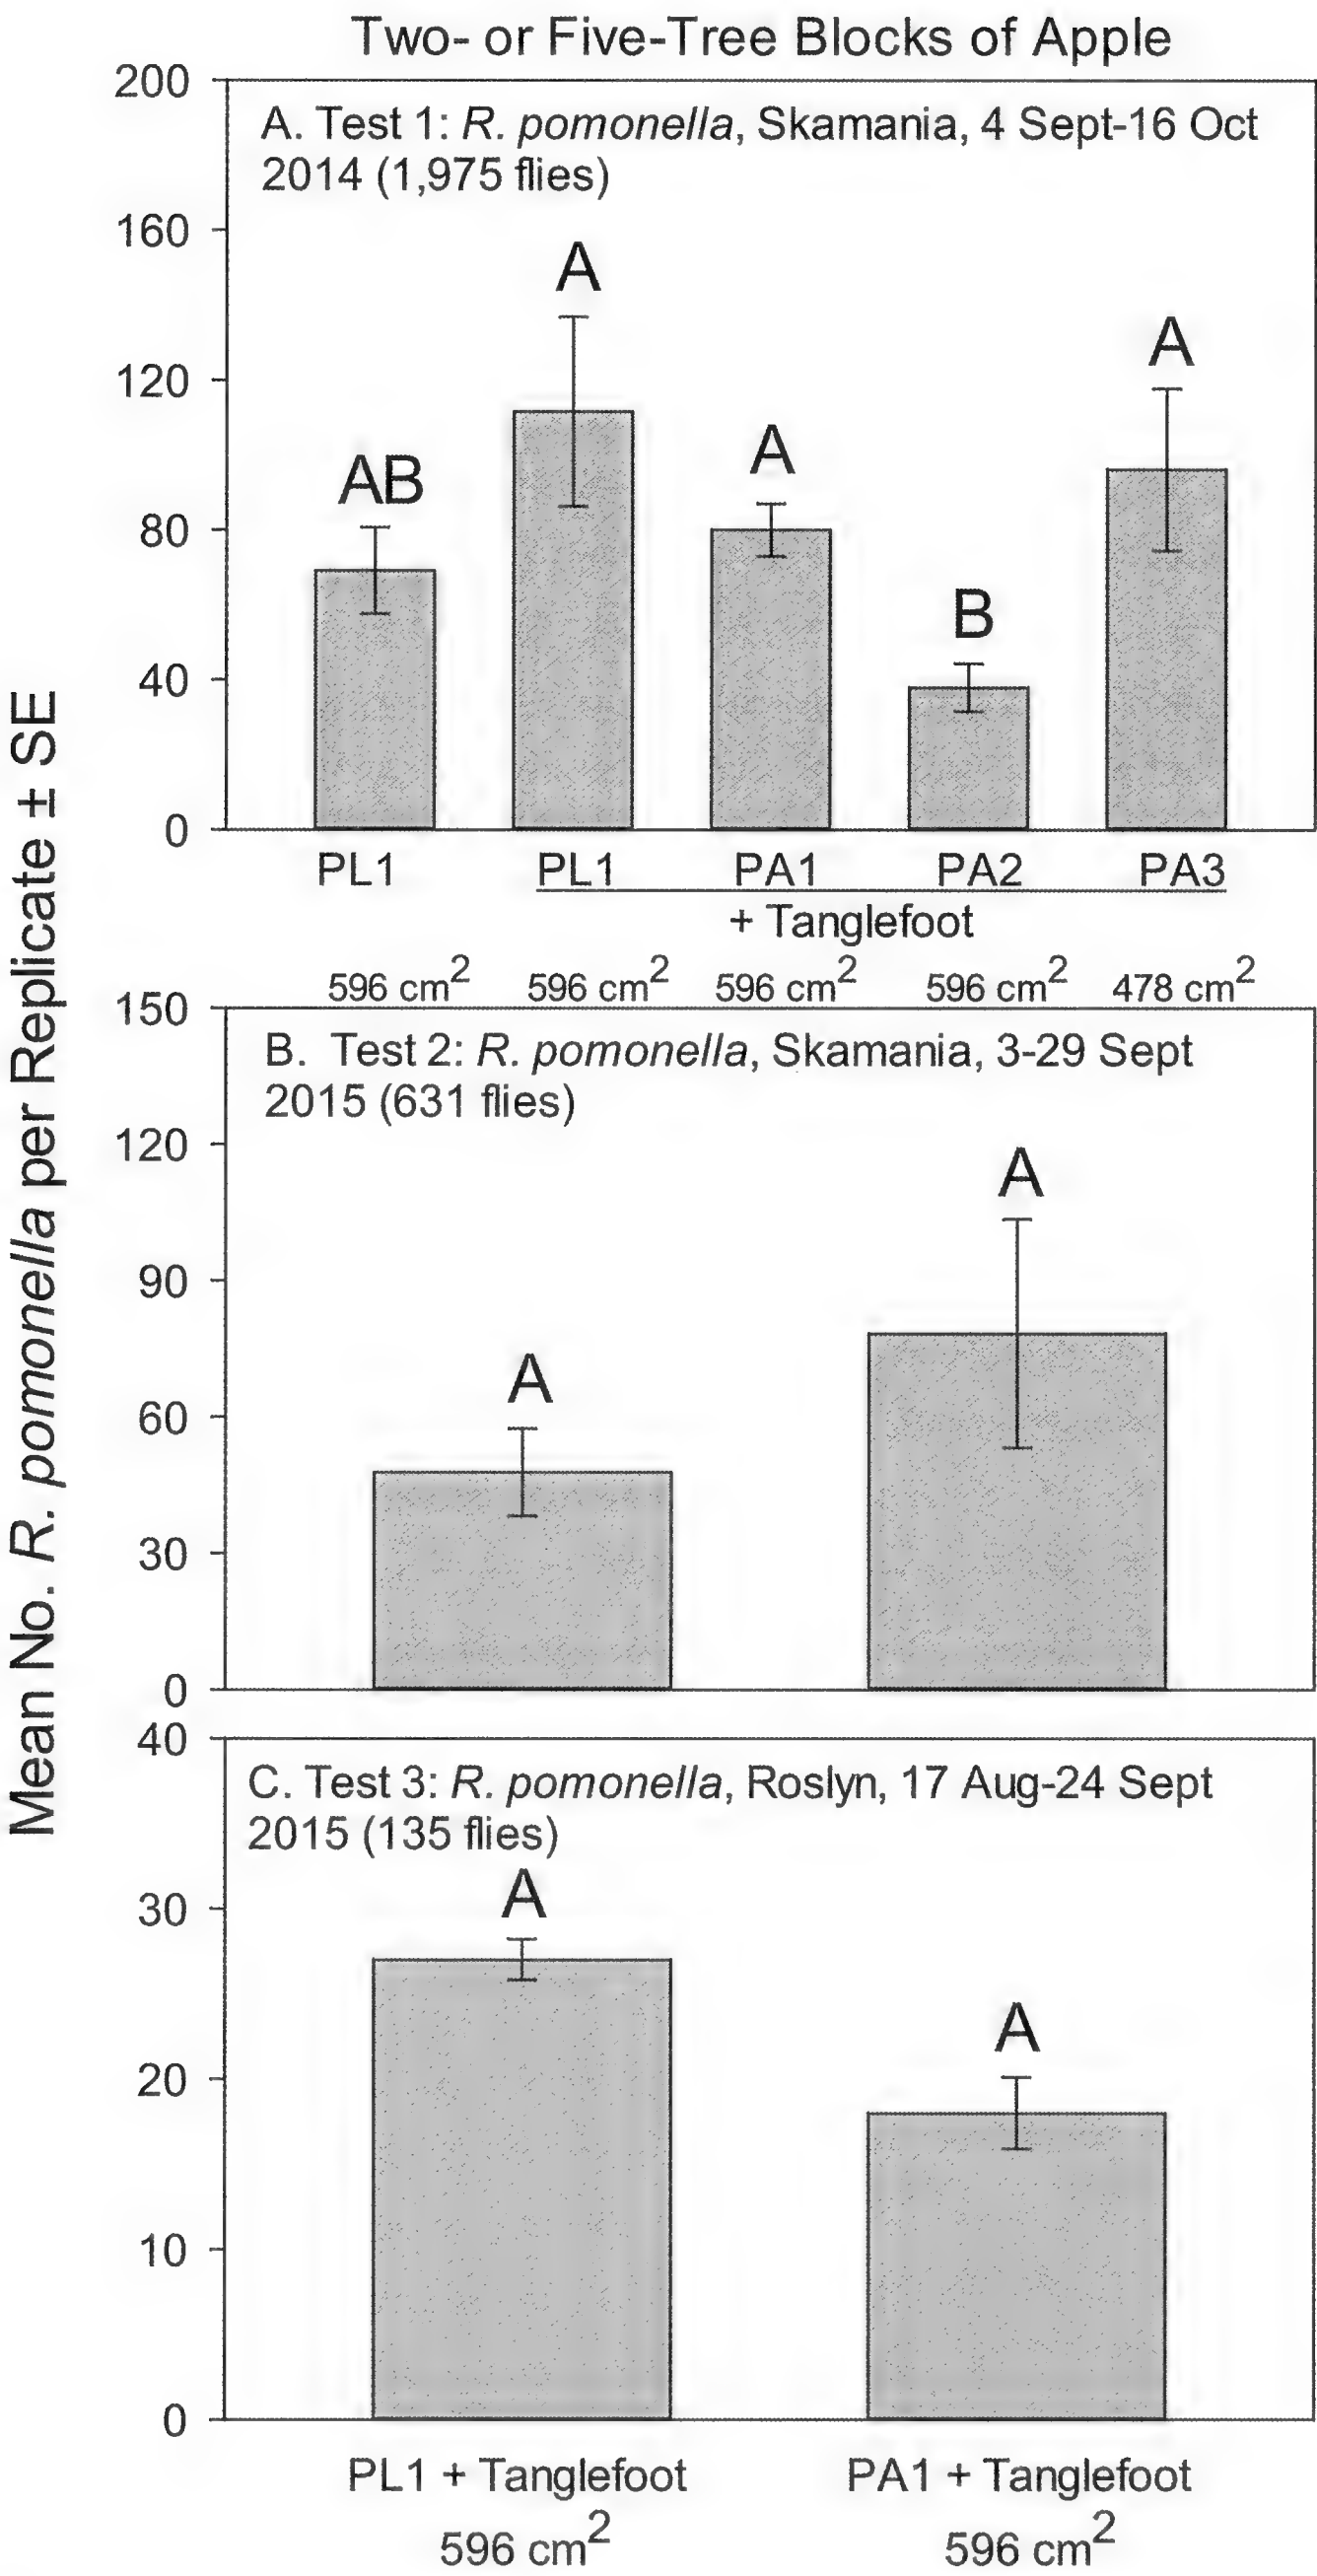 Two- or Five-Tree Blocks of Apple
Mean No. R. pomonella per Replicate ± SE
200
A. Test 1: R. pomonella, Skamania, 4 Sept-16 Oct
2014 (1,975 flies)
160
120
80
40
0
AB
A
A
B
A
PL1 PL1 PA1 PA2 PA3
+ Tanglefoot
596 cm² 596 cm² 596 cm² 596 cm² 478 cm²
150
B. Test 2: R. pomonella, Skamania, 3-29 Sept
2015 (631 flies)
120
90
60
30
0
A
A
40
C. Test 3: R. pomonella, Roslyn, 17 Aug-24 Sept
2015 (135 flies)
30
20
10
0
A
A
PL1 + Tanglefoot PA1 + Tanglefoot
596 cm² 596 cm²